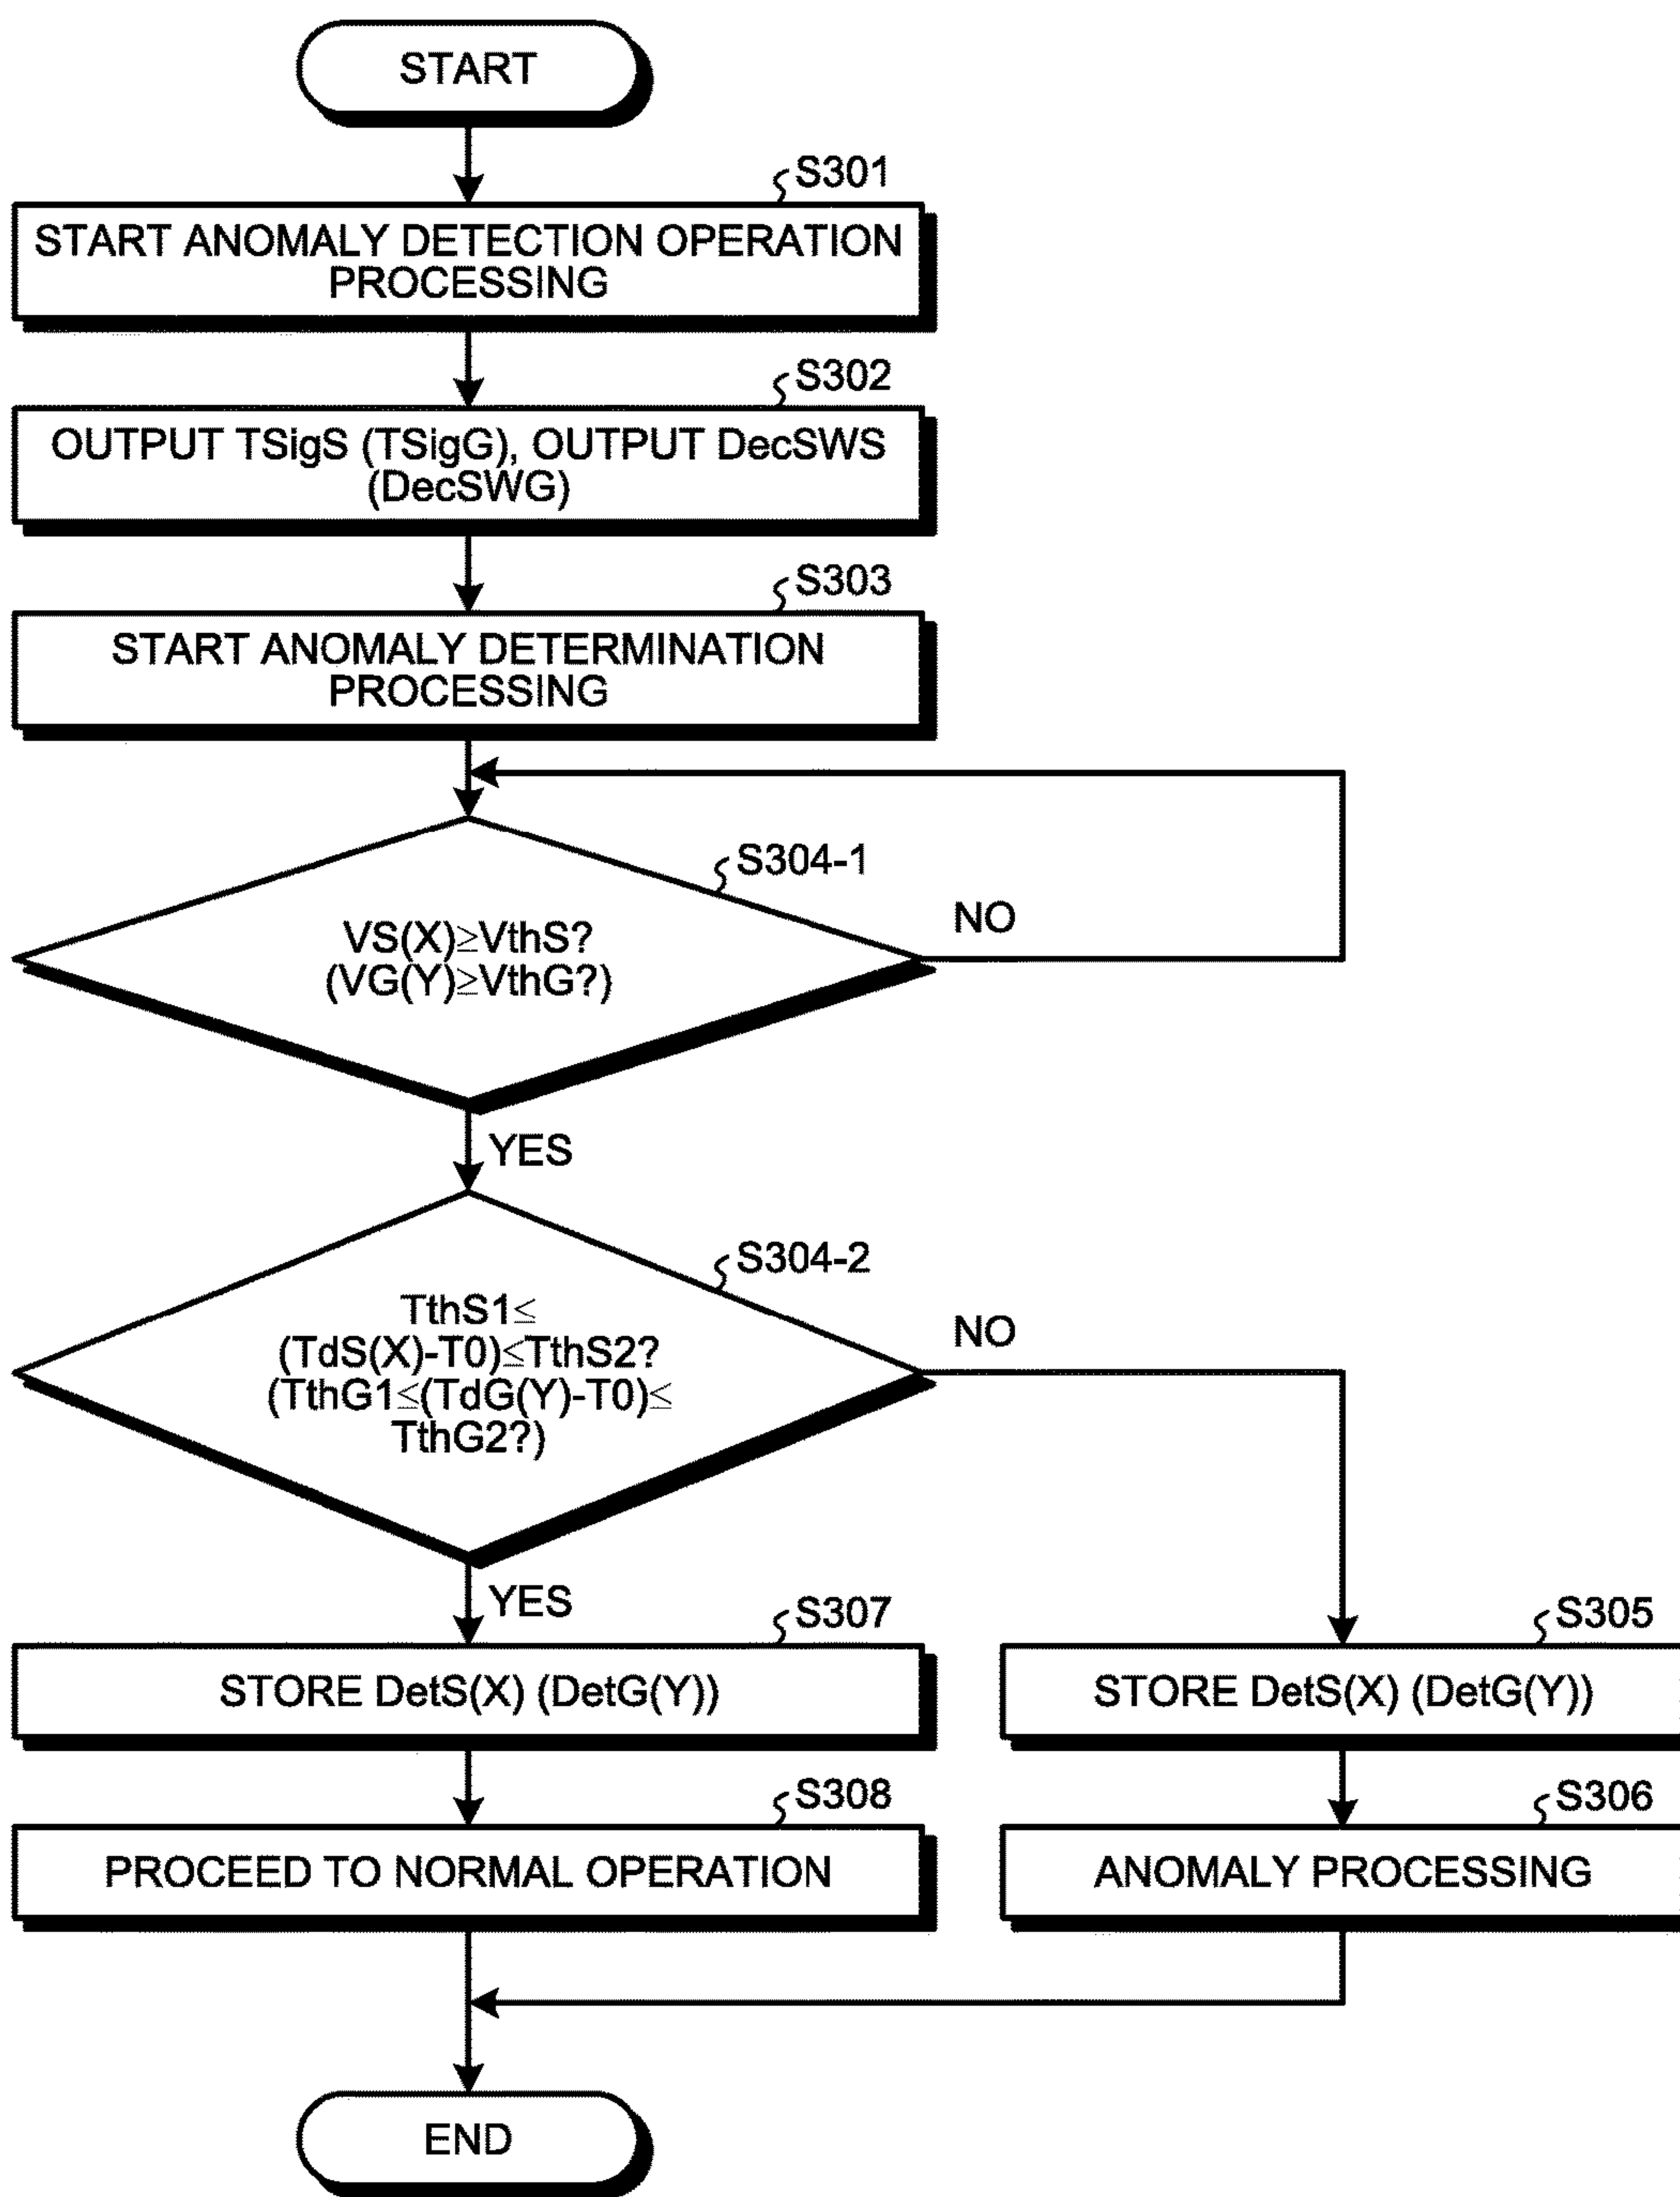 START
S301
START ANOMALY DETECTION OPERATION
PROCESSING
S302
OUTPUT TSigS (TSigG), OUTPUT DecSWS
(DecSWG)
S303
START ANOMALY DETERMINATION
PROCESSING
S304-1
VS(X)≥VthS?
(VG(Y)≥VthG?)
NO
YES
S304-2
TthS1≤
(TdS(X)-T0)≤TthS2?
(TthG1≤(TdG(Y)-T0)≤
TthG2?)
NO
YES
S307
STORE DetS(X) (DetG(Y))
S305
STORE DetS(X) (DetG(Y))
S308
PROCEED TO NORMAL OPERATION
S306
ANOMALY PROCESSING
END